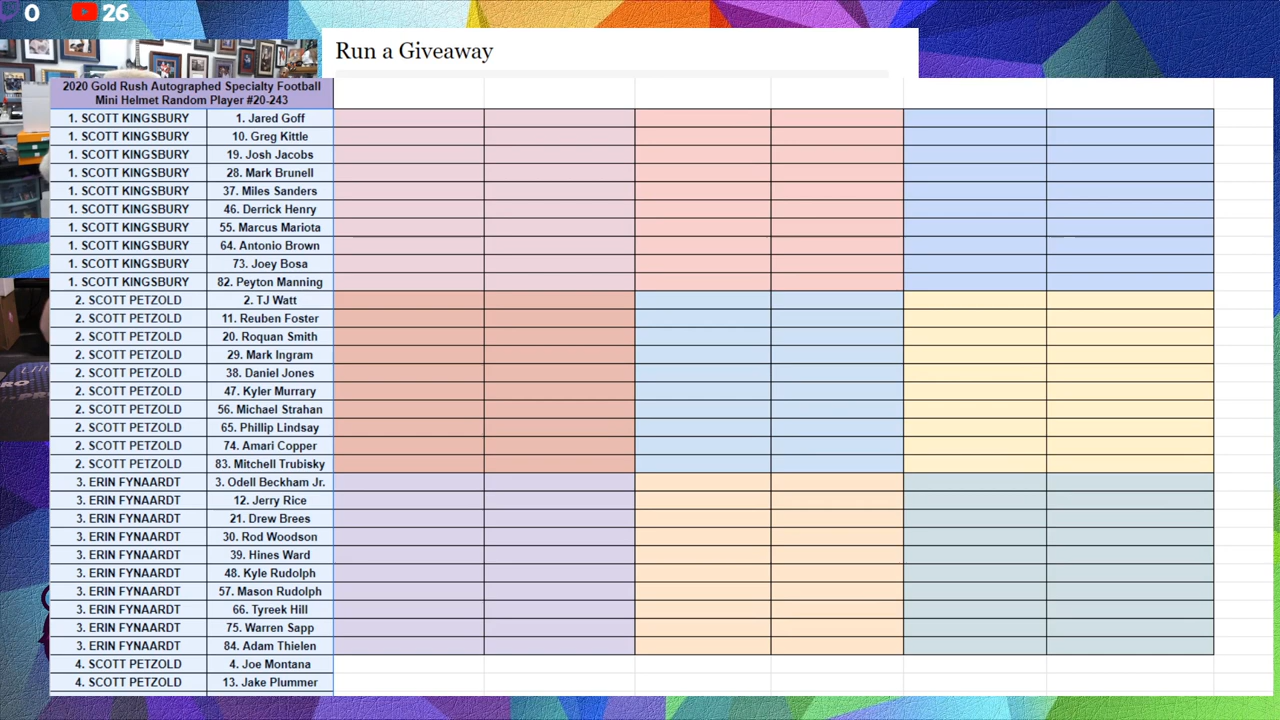 0 26
Run a Giveaway
2020 Gold Rush Autographed Specialty Football
Mini Helmet Random Player #20-243
1. SCOTT KINGSBURY 1. Jared Goff
1. SCOTT KINGSBURY 10. Greg Kittle
1. SCOTT KINGSBURY 19. Josh Jacobs
1. SCOTT KINGSBURY 28. Mark Brunell
1. SCOTT KINGSBURY 37. Miles Sanders
1. SCOTT KINGSBURY 46. Derrick Henry
1. SCOTT KINGSBURY 55. Marcus Mariota
1. SCOTT KINGSBURY 64. Antonio Brown
1. SCOTT KINGSBURY 73. Joey Bosa
1. SCOTT KINGSBURY 82. Peyton Manning
2. SCOTT PETZOLD 2. TJ Watt
2. SCOTT PETZOLD 11. Reuben Foster
2. SCOTT PETZOLD 20. Roquan Smith
2. SCOTT PETZOLD 29. Mark Ingram
2. SCOTT PETZOLD 38. Daniel Jones
2. SCOTT PETZOLD 47. Kyler Murrary
2. SCOTT PETZOLD 56. Michael Strahan
2. SCOTT PETZOLD 65. Phillip Lindsay
2. SCOTT PETZOLD 74. Amari Copper
2. SCOTT PETZOLD 83. Mitchell Trubisky
3. ERIN FYNAARDT 3. Odell Beckham Jr.
3. ERIN FYNAARDT 12. Jerry Rice
3. ERIN FYNAARDT 21. Drew Brees
3. ERIN FYNAARDT 30. Rod Woodson
3. ERIN FYNAARDT 39. Hines Ward
3. ERIN FYNAARDT 48. Kyle Rudolph
3. ERIN FYNAARDT 57. Mason Rudolph
3. ERIN FYNAARDT 66. Tyreek Hill
3. ERIN FYNAARDT 75. Warren Sapp
3. ERIN FYNAARDT 84. Adam Thielen
4. SCOTT PETZOLD 4. Joe Montana
4. SCOTT PETZOLD 13. Jake Plummer